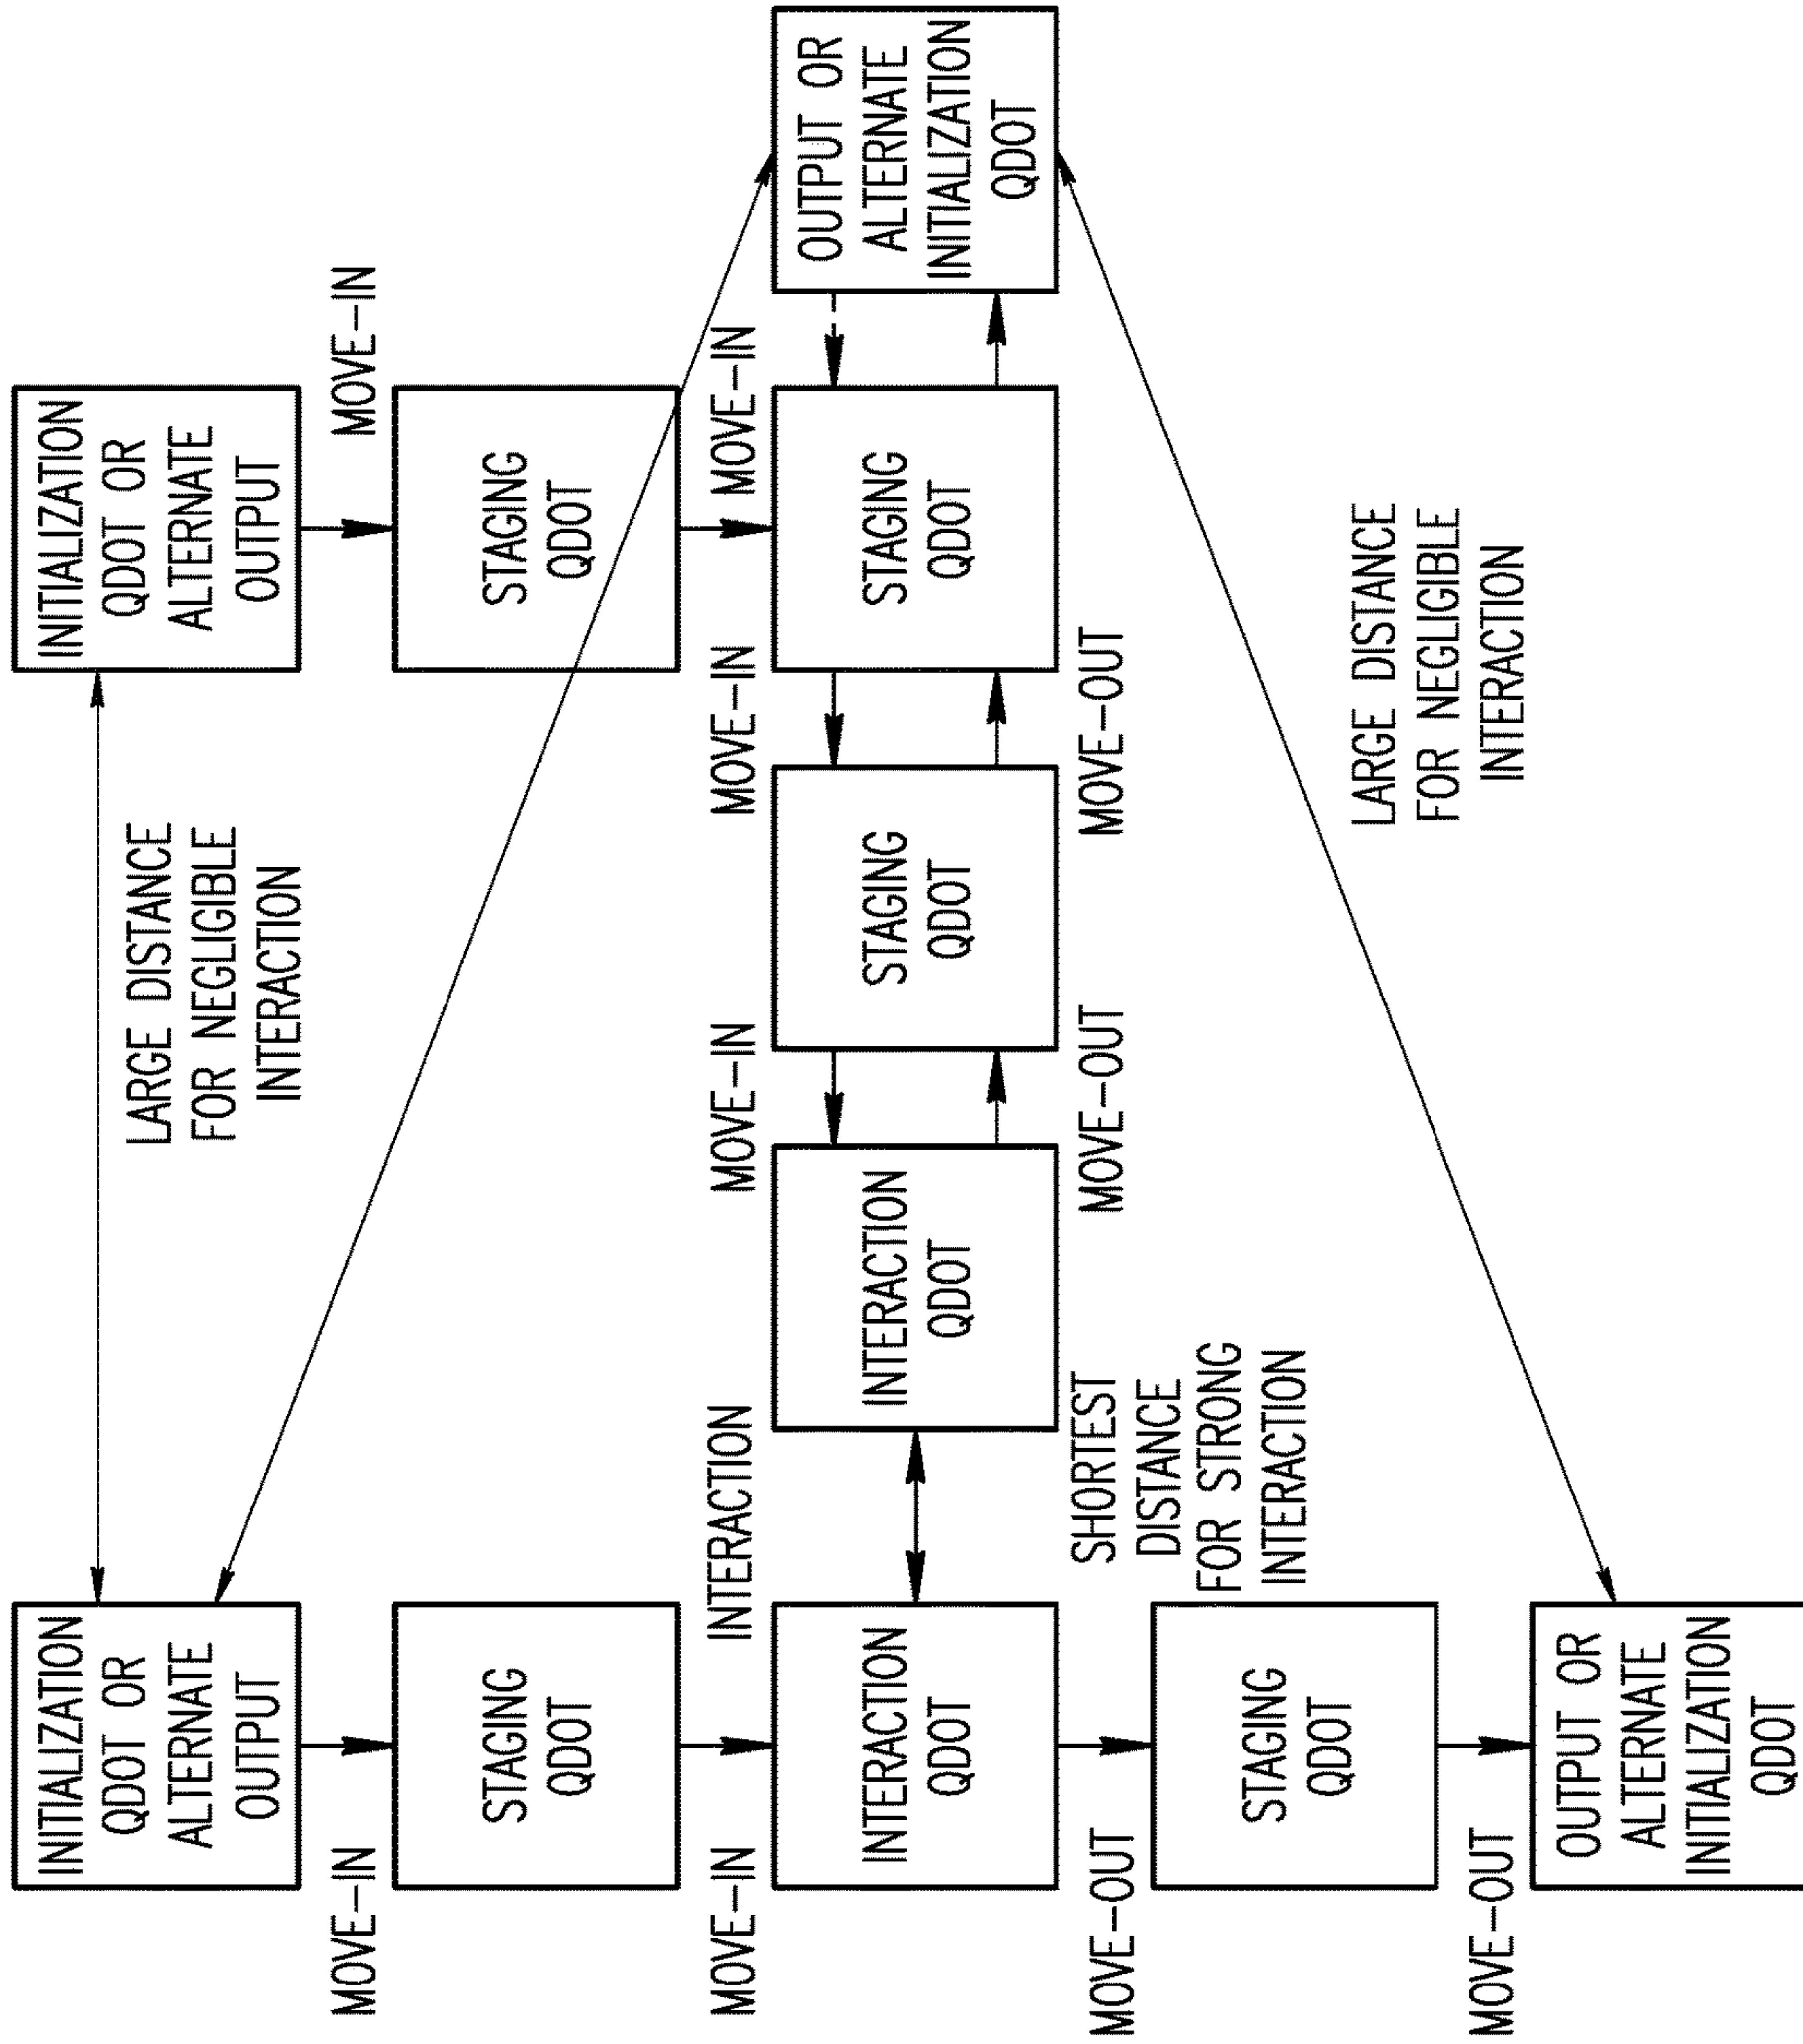 INITIALIZATION
QDOT OR
ALTERNATE
OUTPUT
LARGE DISTANCE
FOR NEGLIGIBLE
INTERACTION
INITIALIZATION
QDOT OR
ALTERNATE
OUTPUT
MOVE-IN
MOVE-IN
STAGING
QDOT
STAGING
QDOT
MOVE-IN
INTERACTION
MOVE-IN
MOVE-IN
MOVE-IN
INTERACTION
QDOT
INTERACTION
QDOT
STAGING
QDOT
STAGING
QDOT
OUTPUT OR
ALTERNATE
INITIALIZATION
QDOT
MOVE-OUT
SHORTEST
DISTANCE
FOR STRONG
INTERACTION
MOVE-OUT
MOVE-OUT
STAGING
QDOT
LARGE DISTANCE
FOR NEGLIGIBLE
INTERACTION
MOVE-OUT
OUTPUT OR
ALTERNATE
INITIALIZATION
QDOT